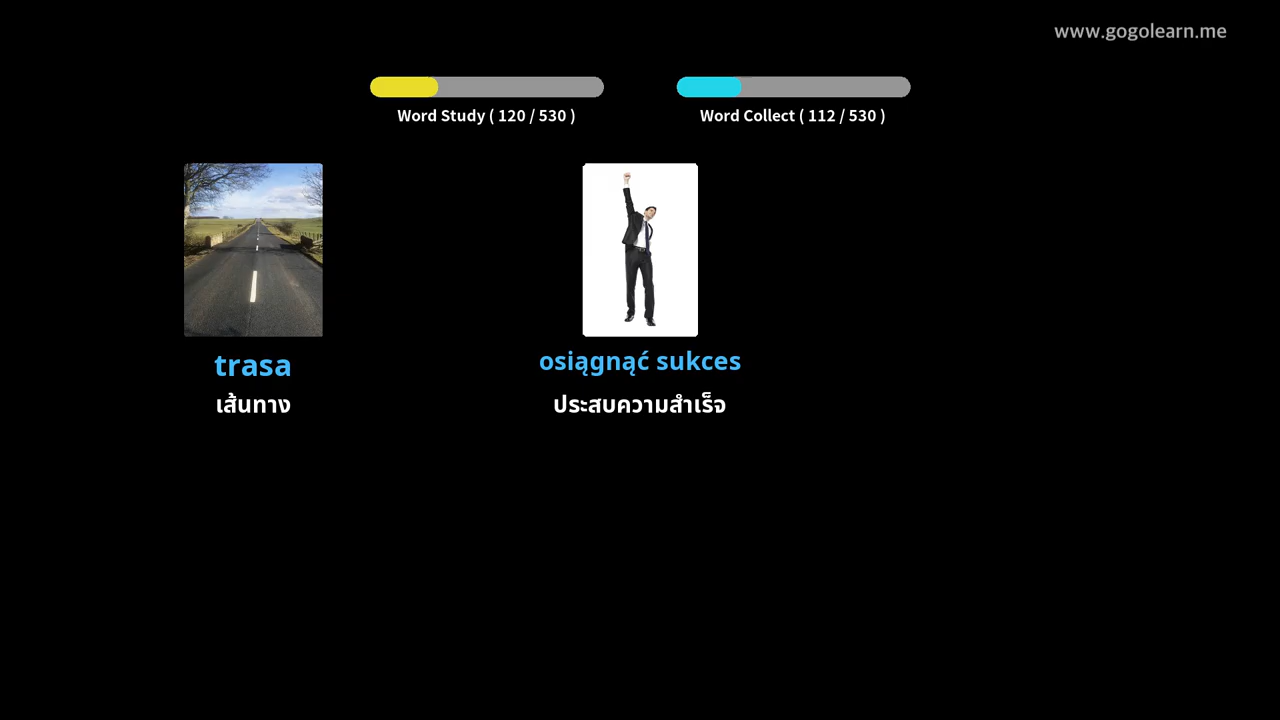 www.gogolearn.me
Word Study ( 120 / 530 )
Word Collect ( 112 / 530 )
trasa
เส้นทาง
osiągnąć sukces
ประสบความสำเร็จ